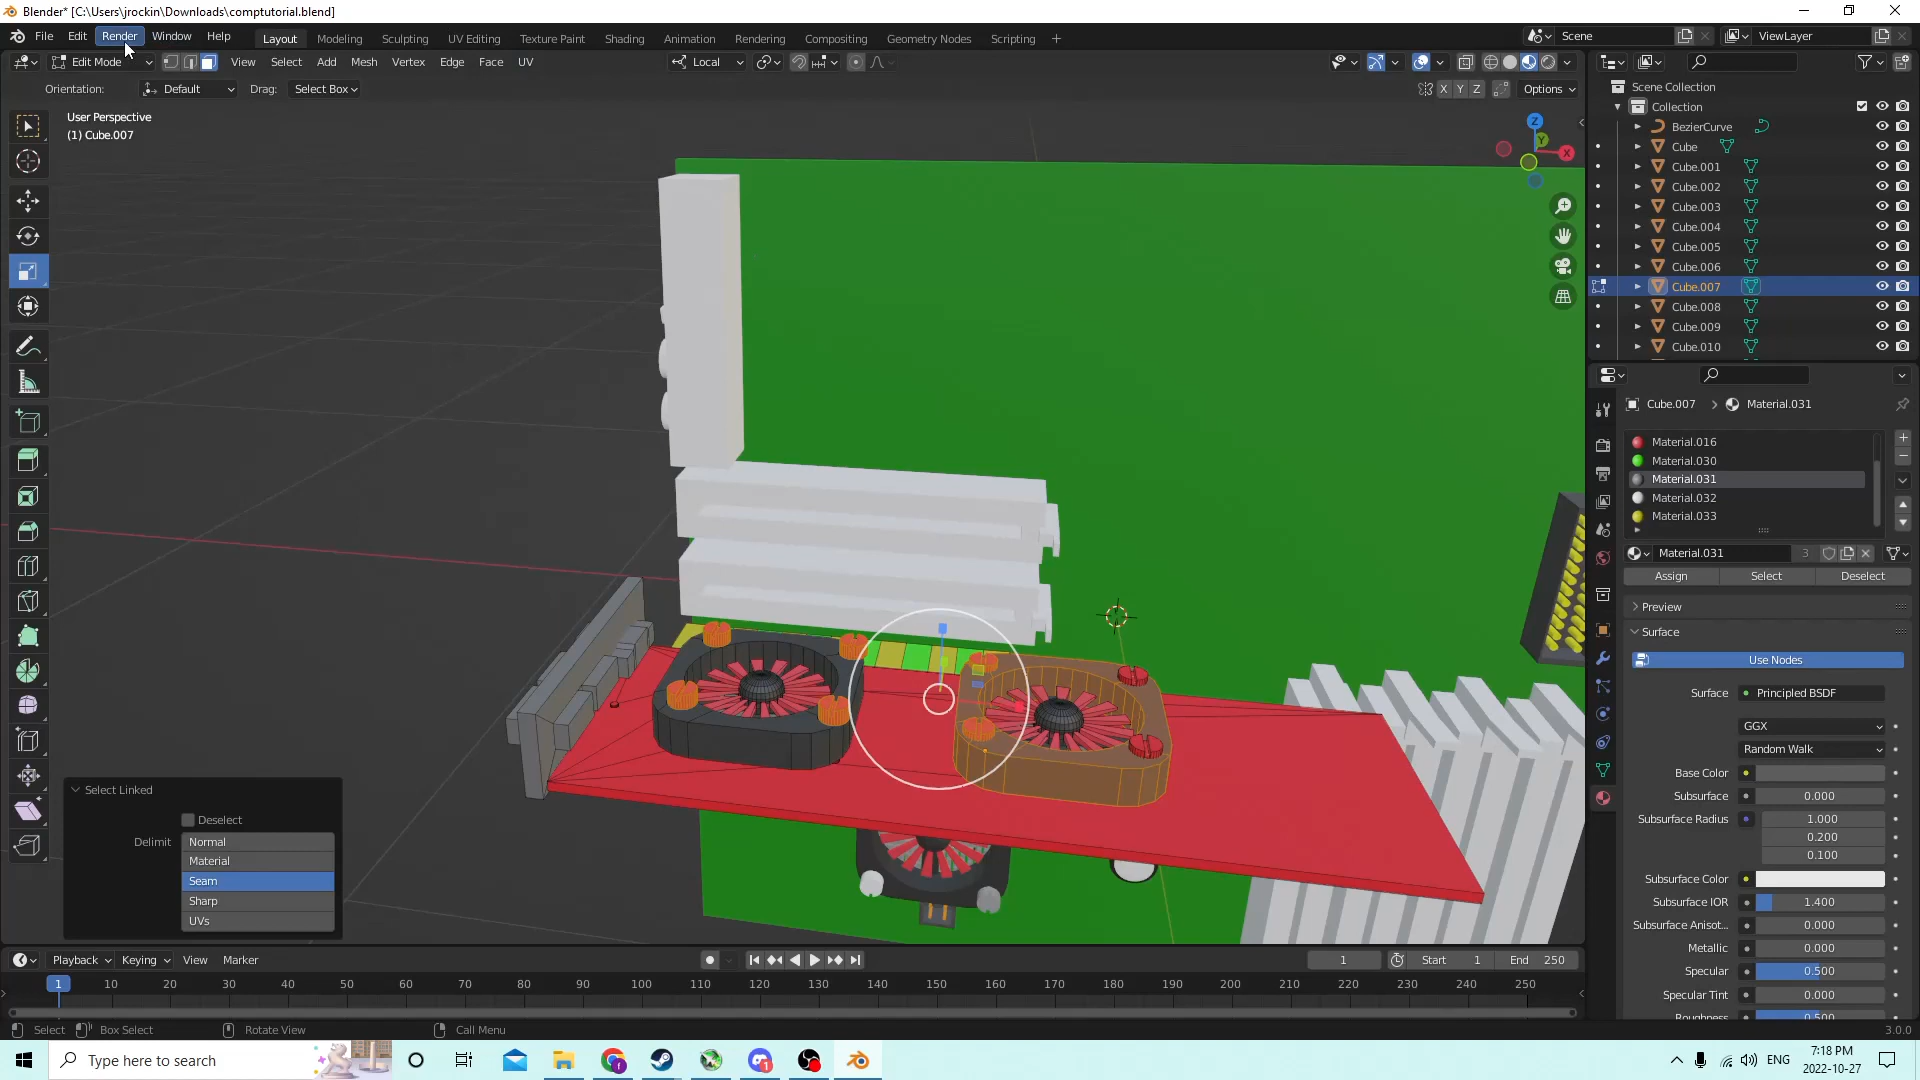 Blender* [C:\Users\jrockin\Downloads\comptutorial.blend]
File Edit Render Window Help Layout Modeling Sculpting UV Editing Texture Paint Shading Animation Rendering Compositing Geometry Nodes Scripting + Scene ViewLayer
Edit Mode View Select Add Mesh Vertex Edge Face UV Local
Orientation: Default Drag: Select Box X Y Z Options
User Perspective
(1) Cube.007
Z
Y
X
Scene Collection
Collection
BezierCurve
Cube
Cube.001
Cube.002
Cube.003
Cube.004
Cube.005
Cube.006
Cube.007
Cube.008
Cube.009
Cube.010
Cube.007 > Material.031
Material.016
Material.030
Material.031
Material.032
Material.033
Material.031 3
Assign Select Deselect
Preview
Surface
Use Nodes
Surface Principled BSDF
GGX
Random Walk
Base Color
Subsurface 0.000
Subsurface Radius 1.000
0.200
0.100
Subsurface Color
Subsurface IOR 1.400
Subsurface Anisot... 0.000
Metallic 0.000
Specular 0.500
Specular Tint 0.000
Roughness 0.500
Select Linked
Deselect
Delimit Normal
Material
Seam
Sharp
UVs
Playback Keying View Marker 1 Start 1 End 250
1 10 20 30 40 50 60 70 80 90 100 110 120 130 140 150 160 170 180 190 200 210 220 230 240 250
Select Box Select Rotate View Call Menu 3.0.0
Type here to search ENG 7:18 PM
2022-10-27